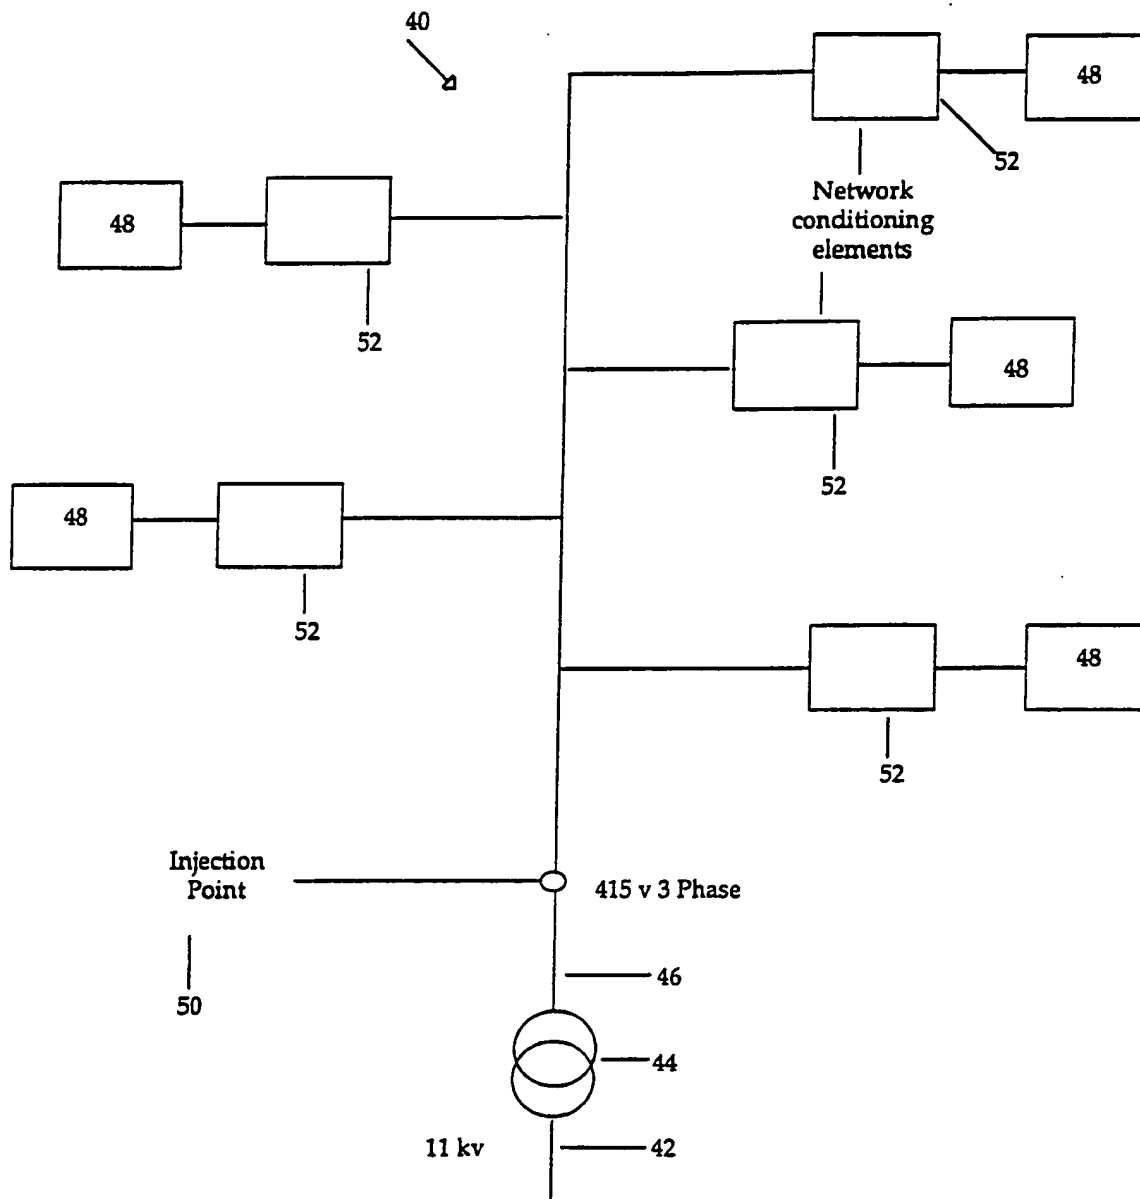 40
48
52
Network
conditioning
elements
48
52
48
52
48
52
48
52
Injection
Point
415 v 3 Phase
50
46
44
11 kv
42